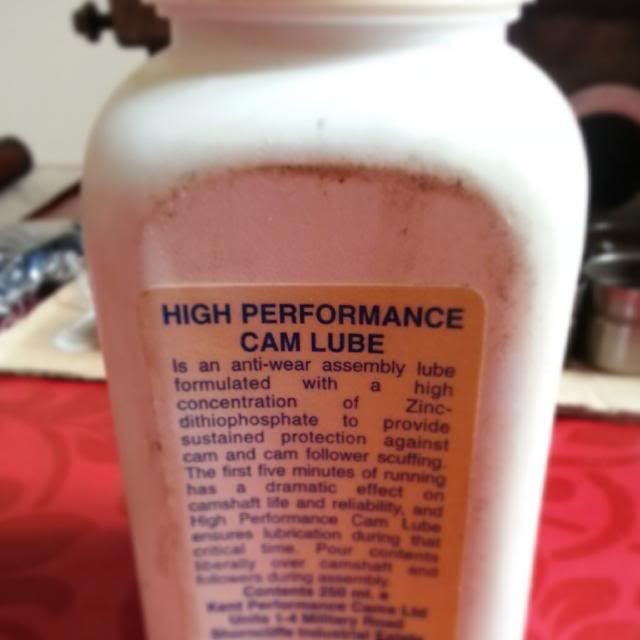 HIGH PERFORMANCE
CAM LUBE
Is an anti-wear assembly lube
formulated with a high
concentration of Zinc-
dithiophosphate to provide
sustained protection against
cam and cam follower scuffing.
The first five minutes of running
has a dramatic effect on
camshaft life and reliability, and
High Performance Cam Lube
ensures lubrication during that
critical time. Pour contents
liberally over camshaft and
followers during assembly.
Contents 250 ml. e
Kent Performance Cams Ltd
Units 1-4 Military Road
Shorncliffe Industrial Estate